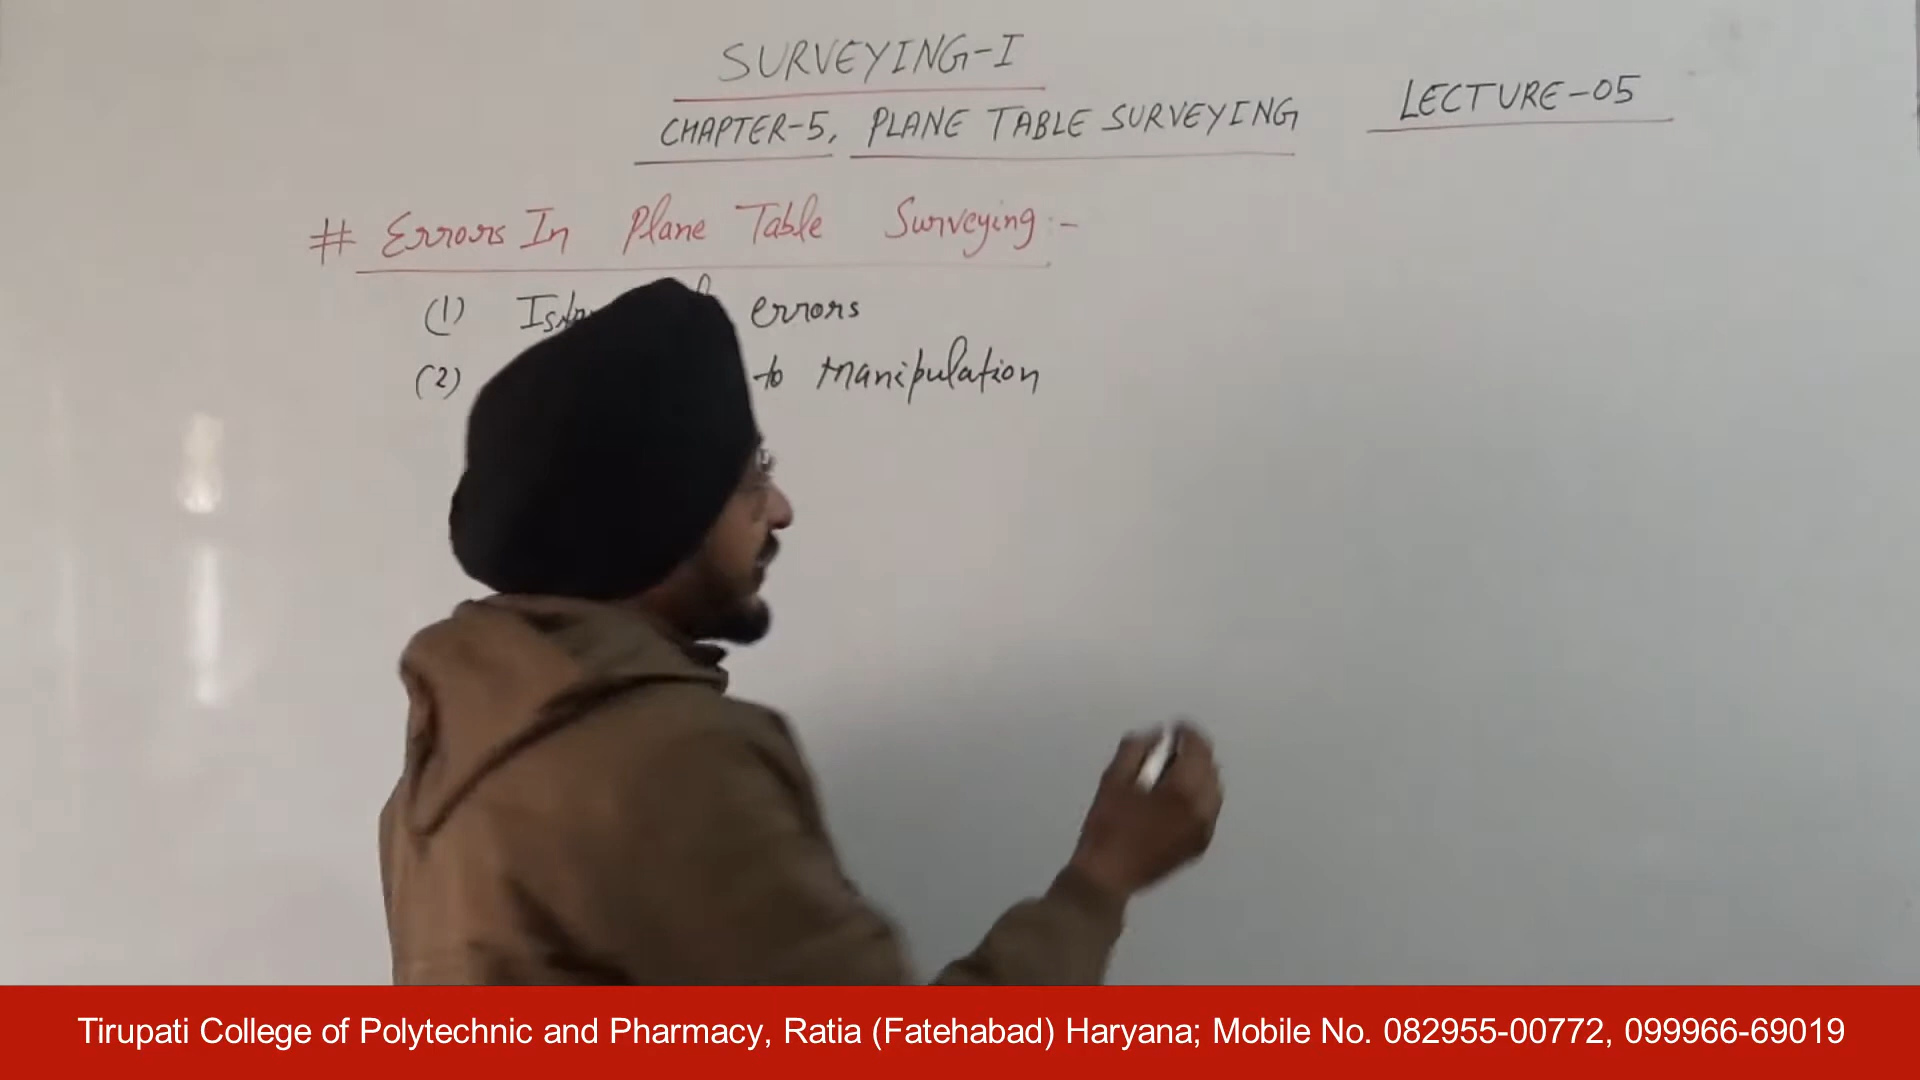 SURVEYING-I
CHAPTER-5, PLANE TABLE SURVEYING
LECTURE-05
# Errors In Plane Table Surveying:-
(1) errors
(2) to Manipulation
Tirupati College of Polytechnic and Pharmacy, Ratia (Fatehabad) Haryana; Mobile No. 082955-00772, 099966-69019